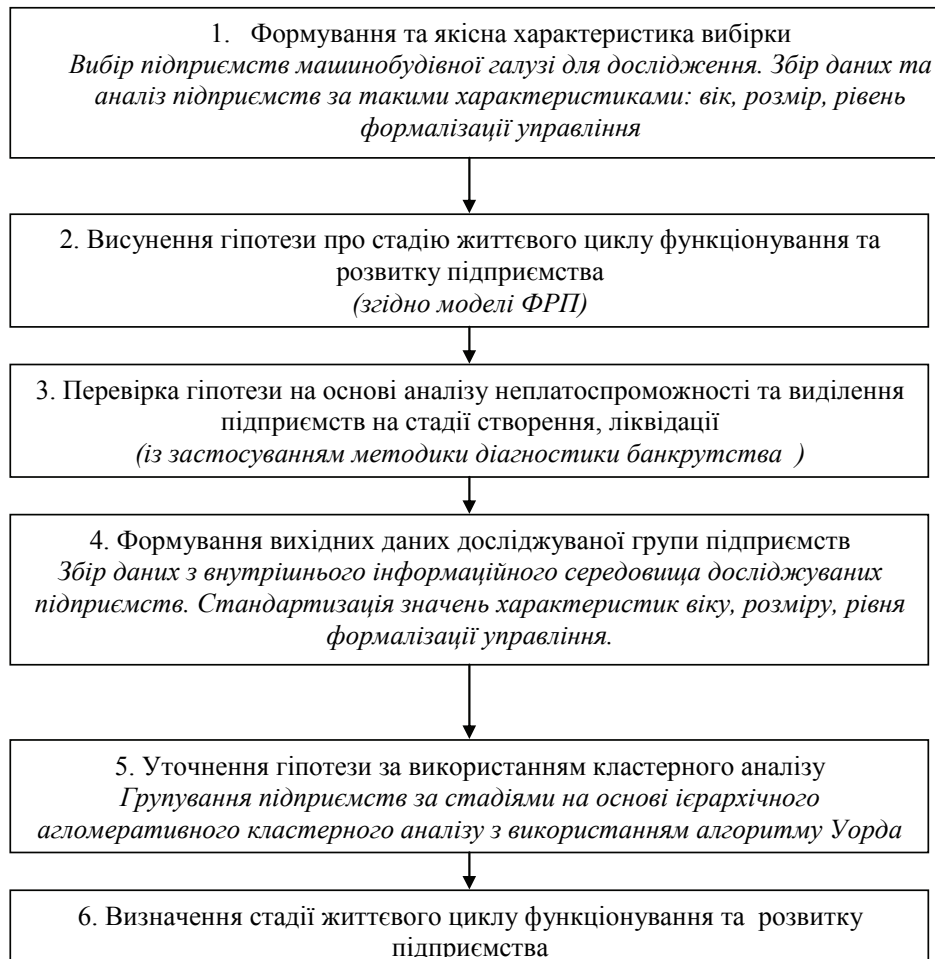 1. Формування та якісна характеристика вибірки
Вибір підприємств машинобудівної галузі для дослідження. Збір даних та
аналіз підприємств за такими характеристиками: вік, розмір, рівень
формалізації управління
2. Висунення гіпотези про стадію життєвого циклу функціонування та
розвитку підприємства
(згідно моделі ФРП)
3. Перевірка гіпотези на основі аналізу неплатоспроможності та виділення
підприємств на стадії створення, ліквідації
(із застосуванням методики діагностики банкрутства )
4. Формування вихідних даних досліджуваної групи підприємств
Збір даних з внутрішнього інформаційного середовища досліджуваних
підприємств. Стандартизація значень характеристик віку, розміру, рівня
формалізації управління.
5. Уточнення гіпотези за використанням кластерного аналізу
Групування підприємств за стадіями на основі ієрархічного
агломеративного кластерного аналізу з використанням алгоритму Уорда
6. Визначення стадії життєвого циклу функціонування та розвитку
підприємства